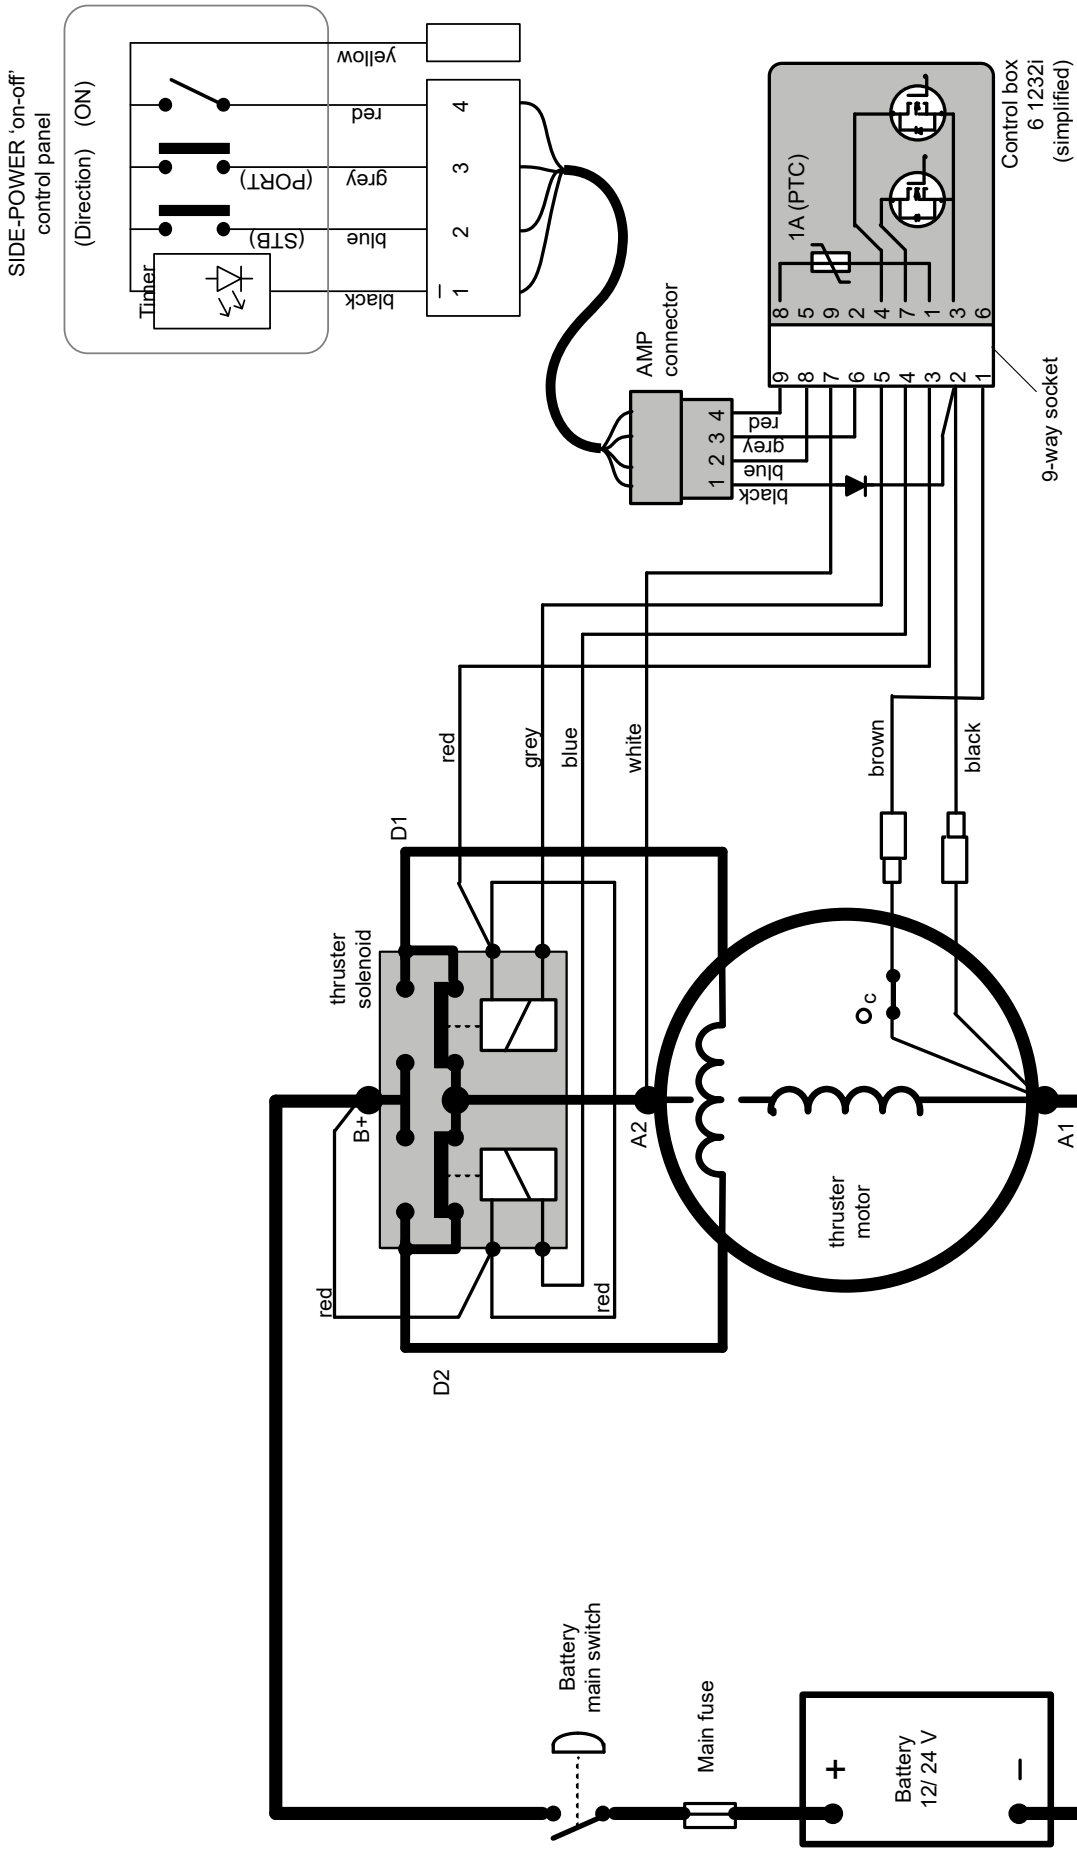 SIDE-POWER 'on-off'
control panel
(Direction)
(ON)
Timer
(STB)
(PORT)
black
blue
grey
red
yellow
–
1
2
3
4
AMP
connector
1 2 3 4
black
blue
grey
red
1A (PTC)
8
5
9
2
4
7
1
3
6
9
8
7
6
5
4
3
2
1
Control box
6 1232i
(simplified)
9-way socket
red
grey
blue
white
brown
black
thruster
solenoid
D1
D2
B+
red
red
A2
A1
°c
thruster
motor
Battery
main switch
Main fuse
+
Battery
12/ 24 V
–